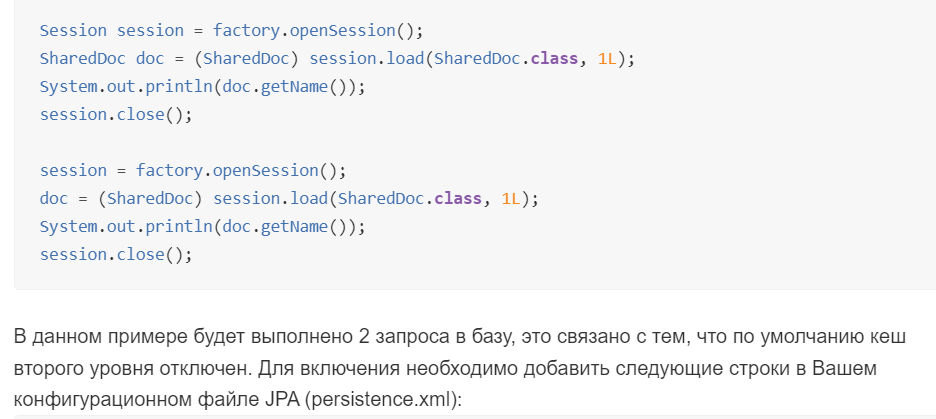 Session session = factory.openSession();
SharedDoc doc = (SharedDoc) session.load(SharedDoc.class, 1L);
System.out.println(doc.getName());
session.close();
session = factory.openSession();
doc = (SharedDoc) session.load(SharedDoc.class, 1L);
System.out.println(doc.getName());
session.close();
В данном примере будет выполнено 2 запроса в базу, это связано с тем, что по умолчанию кеш
второго уровня отключен. Для включения необходимо добавить следующие строки в Вашем
конфигурационном файле JPA (persistence.xml):